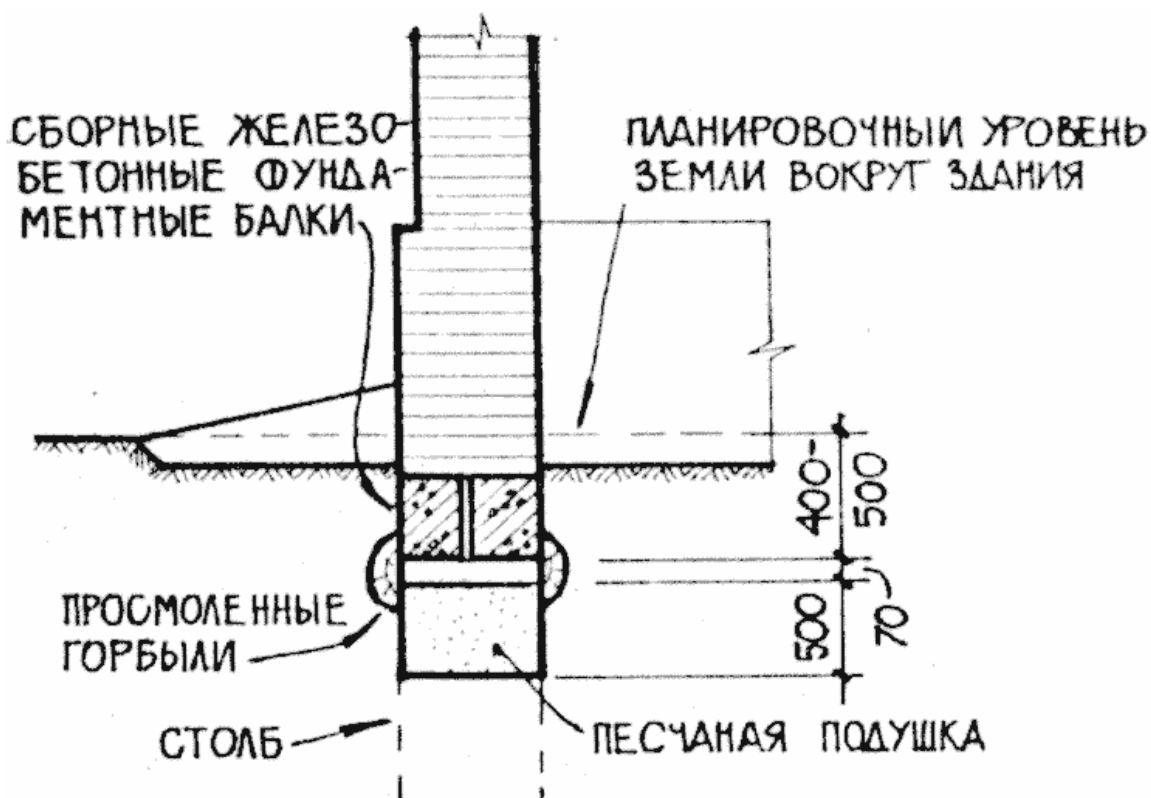 СБОРНЫЕ ЖЕЛЕЗО
БЕТОННЫЕ ФУНДА-
МЕНТНЫЕ БАЛКИ
ПЛАНИРОВОЧНЫЙ УРОВЕНЬ
ЗЕМЛИ ВОКРУГ ЗДАНИЯ
400-
500
70
500
ПРОСМОЛЕННЫЕ
ГОРБЫЛИ
СТОЛБ
ПЕСЧАНАЯ ПОДУШКА